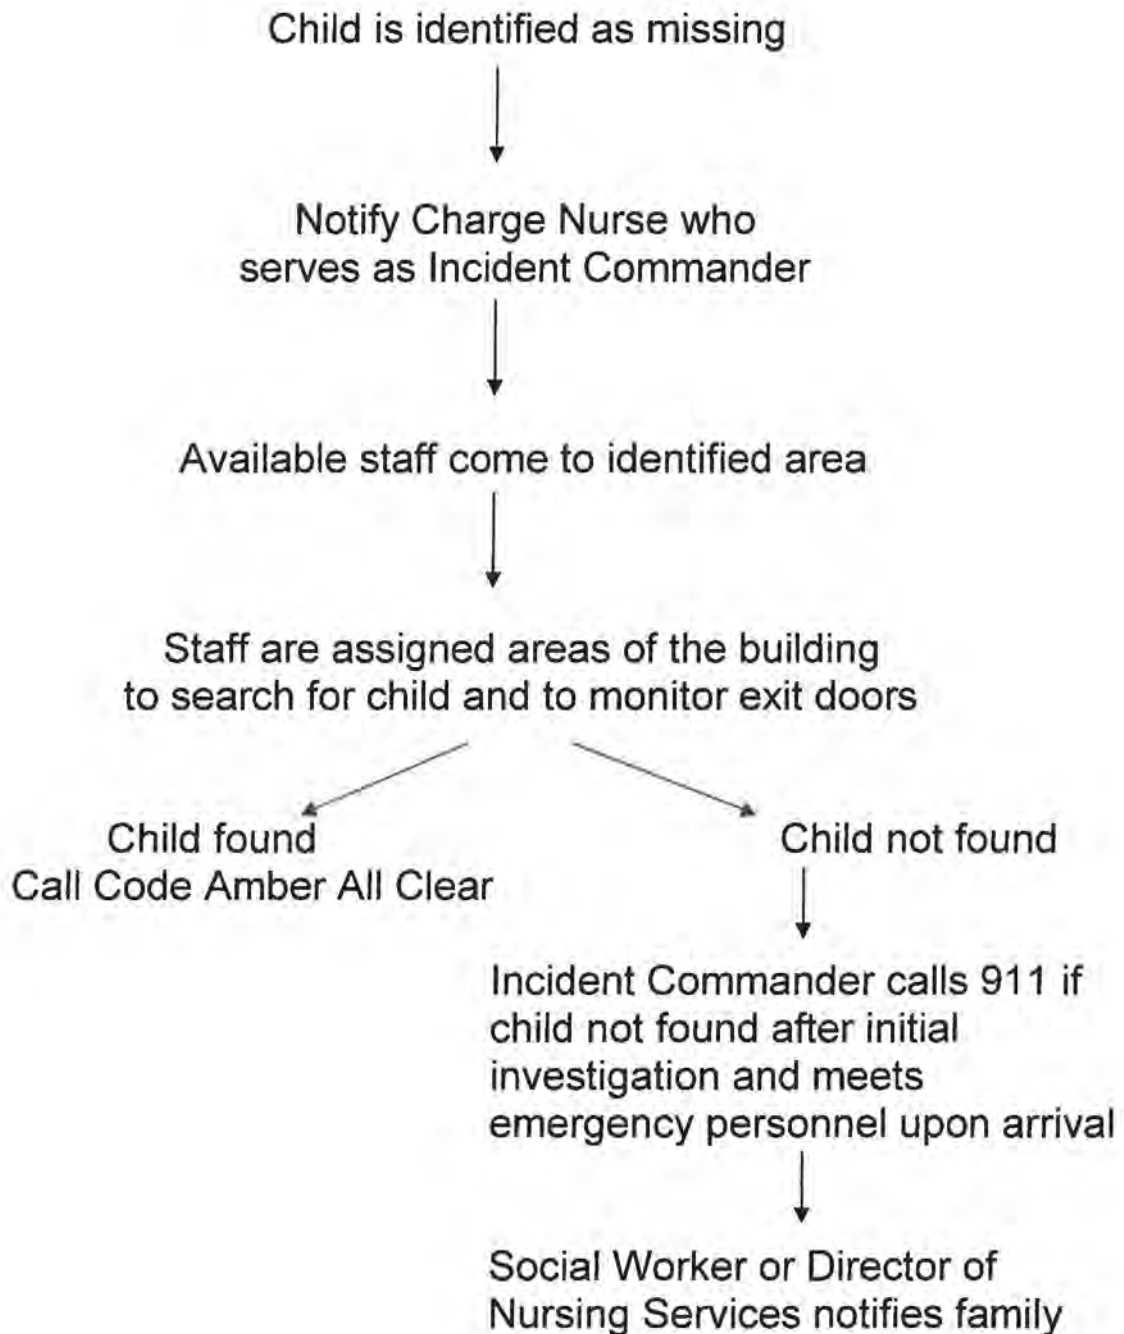 Child is identified as missing
Notify Charge Nurse who
serves as Incident Commander
Available staff come to identified area
Staff are assigned areas of the building
to search for child and to monitor exit doors
Child found
Call Code Amber All Clear
Child not found
Incident Commander calls 911 if
child not found after initial
investigation and meets
emergency personnel upon arrival
Social Worker or Director of
Nursing Services notifies family